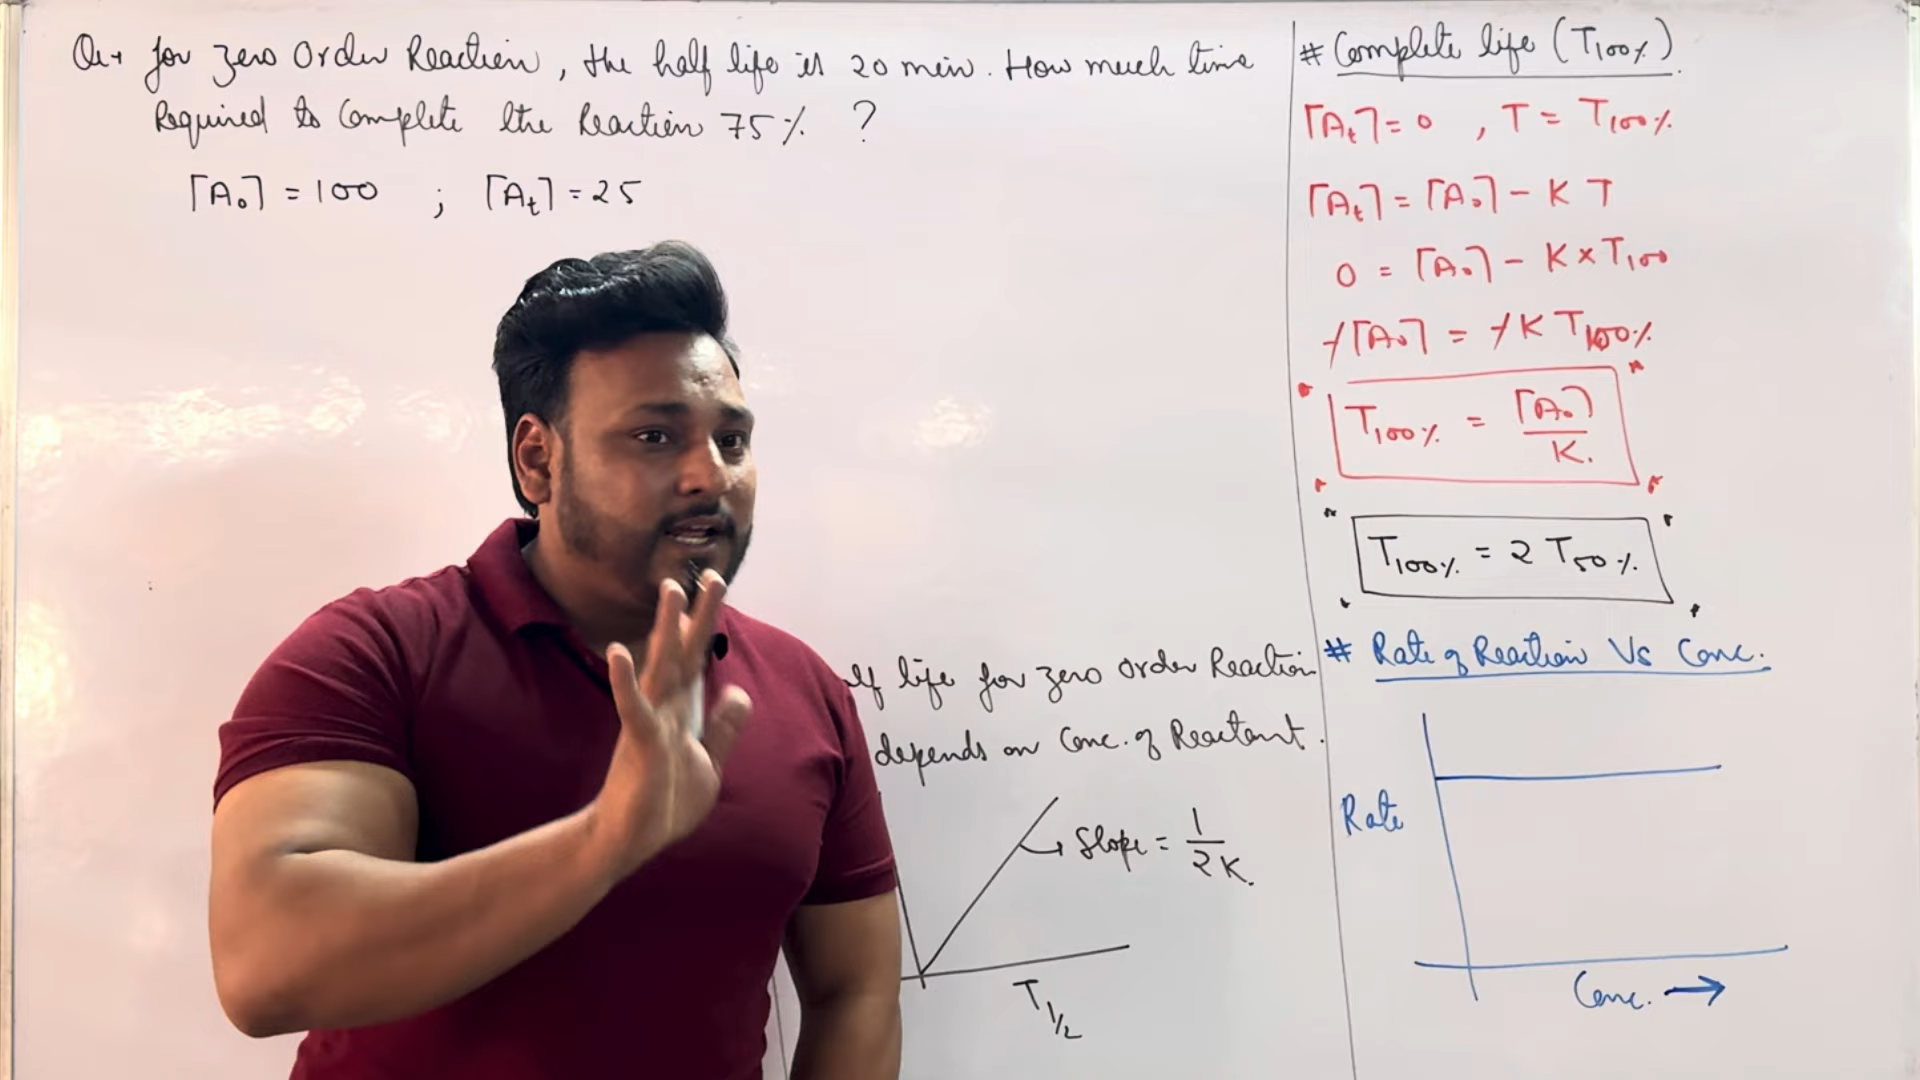 Q → for zero Order Reaction, the half life is 20 min. How much time
Required to Complete the Reaction 75% ?
[A₀] = 100 ; [Aₜ] = 25
life for zero order Reaction
depends on Conc. of Reactant.
Slope = 1/2K.
T 1/2
# Complete life (T100%)
[Aₜ] = 0 , T = T100%
[Aₜ] = [A₀] - K T
0 = [A₀] - K x T100
-[A₀] = -K T100%
T100% = [A₀]/K.
T100% = 2 T50%
# Rate of Reaction Vs Conc.
Rate
Conc. →